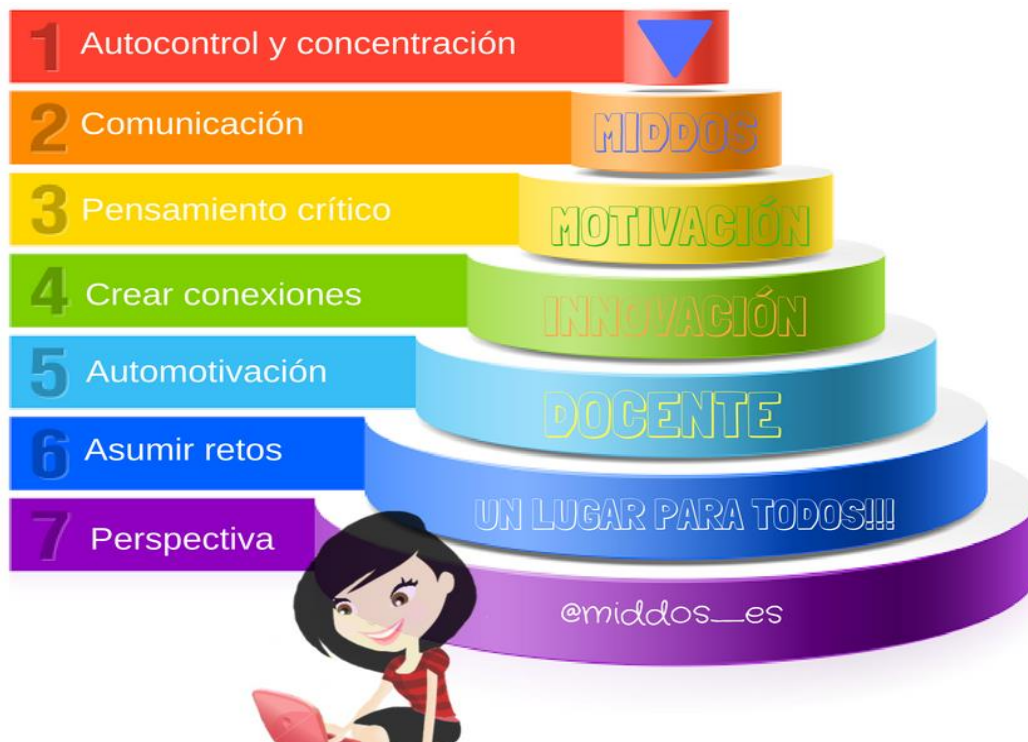 1 Autocontrol y concentración
2 Comunicación
MIDDOS
3 Pensamiento crítico
MOTIVACIÓN
4 Crear conexiones
INNOVACIÓN
5 Automotivación
DOCENTE
6 Asumir retos
UN LUGAR PARA TODOS!!!
7 Perspectiva
@middos__es